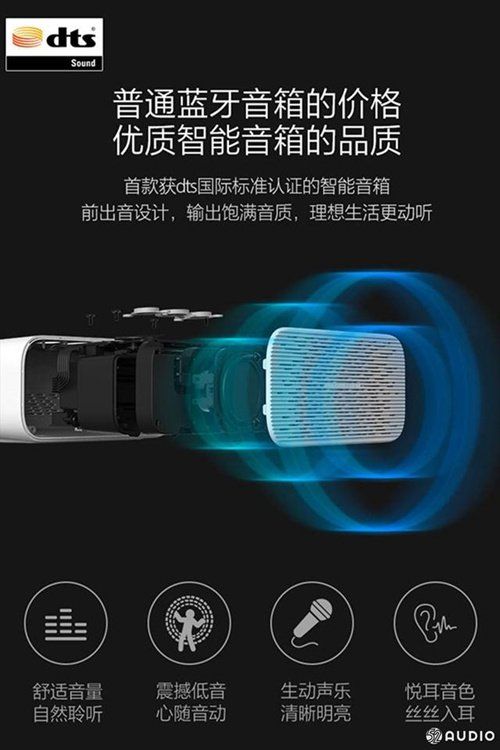 dts
Sound
普通蓝牙音箱的价格
优质智能音箱的品质
首款获dts国际标准认证的智能音箱
前出音设计，输出饱满音质，理想生活更动听
舒适音量
自然聆听
震撼低音
心随音动
生动声乐
清晰明亮
悦耳音色
丝丝入耳
52AUDIO